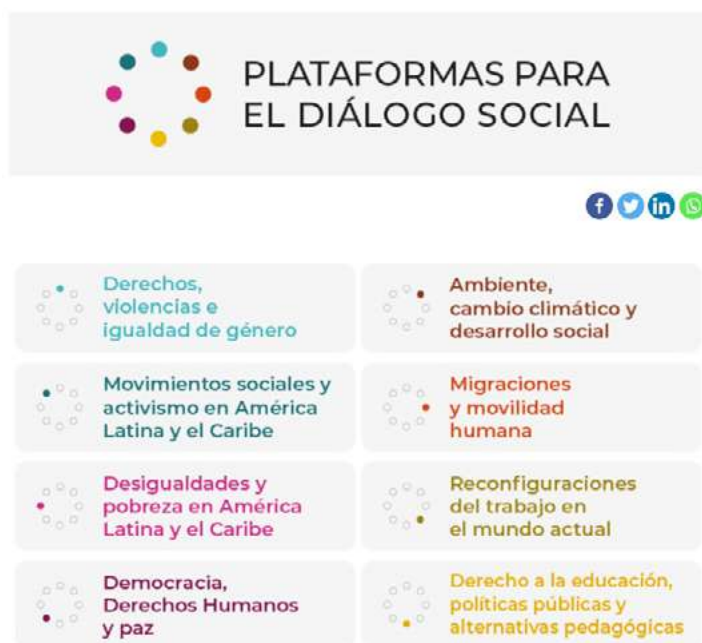 PLATAFORMAS PARA
EL DIÁLOGO SOCIAL
Derechos,
violencias e
igualdad de género
Ambiente,
cambio climático y
desarrollo social
Movimientos sociales y
activismo en América
Latina y el Caribe
Migraciones
y movilidad
humana
Desigualdades y
pobreza en América
Latina y el Caribe
Reconfiguraciones
del trabajo en
el mundo actual
Democracia,
Derechos Humanos
y paz
Derecho a la educación,
políticas públicas y
alternativas pedagógicas